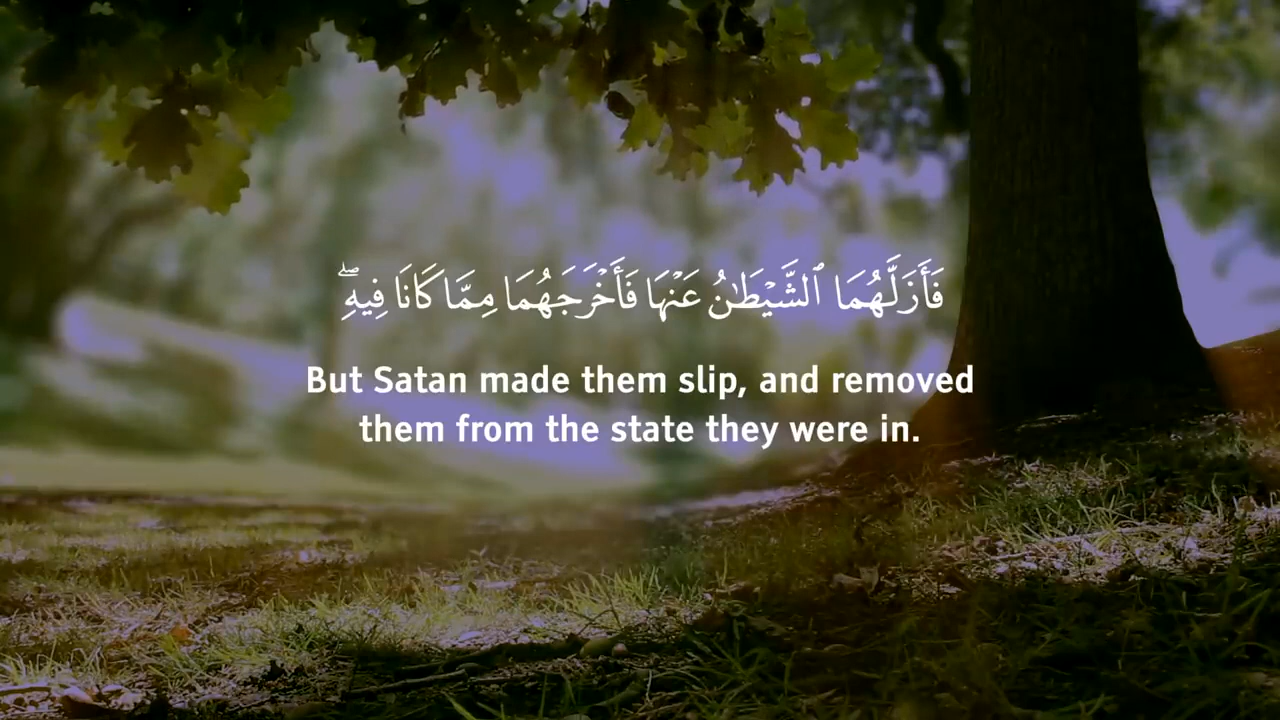 فَأَزَلَّهُمَا ٱلشَّيْطَـٰنُ عَنْهَا فَأَخْرَجَهُمَا مِمَّا كَانَا فِيهِ ۖ
But Satan made them slip, and removed
them from the state they were in.